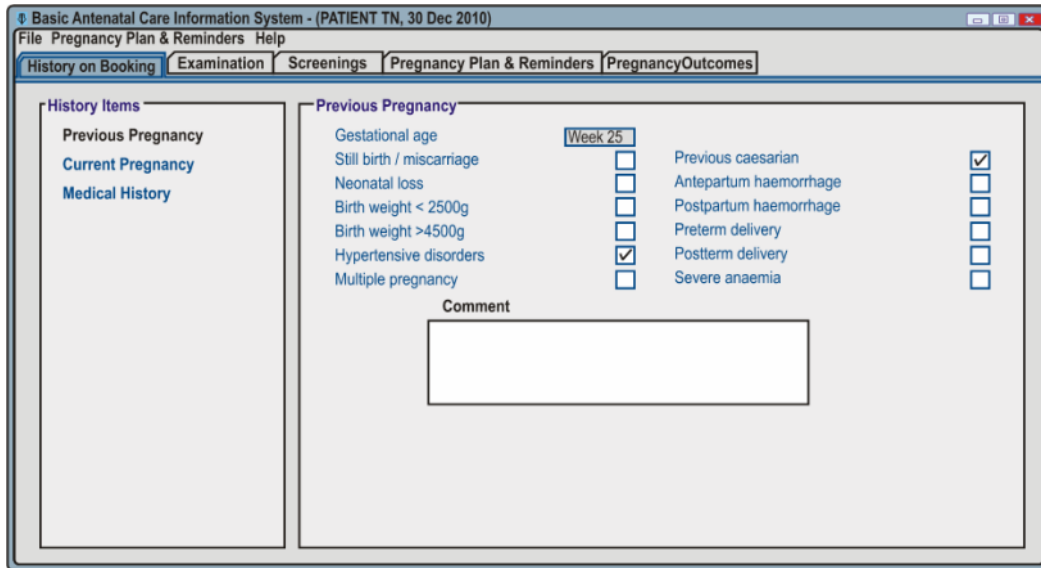 Basic Antenatal Care Information System - (PATIENT TN, 30 Dec 2010)
File Pregnancy Plan & Reminders Help
History on Booking Examination Screenings Pregnancy Plan & Reminders PregnancyOutcomes
History Items
Previous Pregnancy
Current Pregnancy
Medical History
Previous Pregnancy
Gestational age Week 25
Still birth / miscarriage
Neonatal loss
Birth weight < 2500g
Birth weight >4500g
Hypertensive disorders
Multiple pregnancy
Previous caesarian
Antepartum haemorrhage
Postpartum haemorrhage
Preterm delivery
Postterm delivery
Severe anaemia
Comment